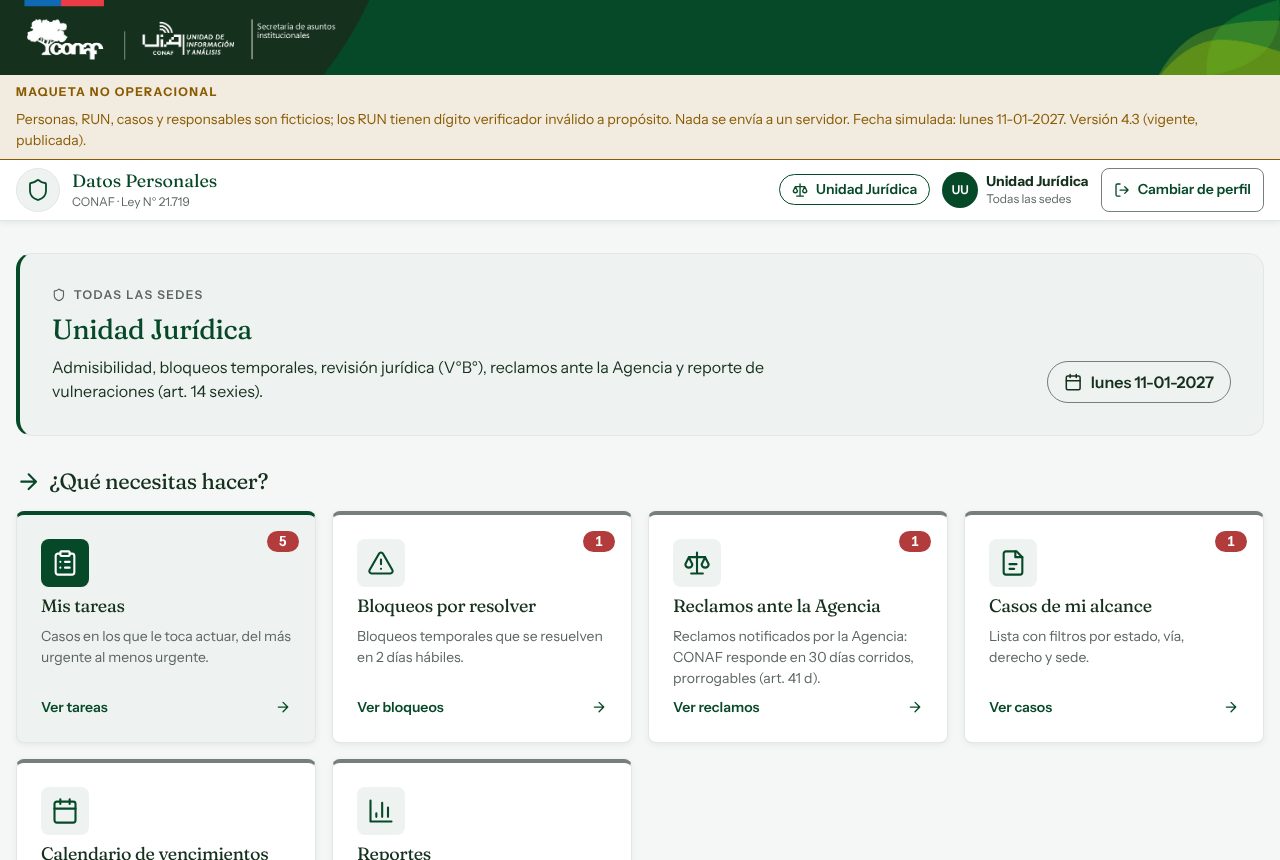 conaf
UiA
CONAF
UNIDAD DE
INFORMACIÓN
Y ANÁLISIS
Secretaría de asuntos
institucionales
MAQUETA NO OPERACIONAL
Personas, RUN, casos y responsables son ficticios; los RUN tienen dígito verificador inválido a propósito. Nada se envía a un servidor. Fecha simulada: lunes 11-01-2027. Versión 4.3 (vigente,
publicada).
Datos Personales
CONAF · Ley N° 21.719
Unidad Jurídica
UU
Unidad Jurídica
Todas las sedes
Cambiar de perfil
TODAS LAS SEDES
Unidad Jurídica
Admisibilidad, bloqueos temporales, revisión jurídica (V°B°), reclamos ante la Agencia y reporte de
vulneraciones (art. 14 sexies).
lunes 11-01-2027
¿Qué necesitas hacer?
5
Mis tareas
Casos en los que le toca actuar, del más
urgente al menos urgente.
Ver tareas
1
Bloqueos por resolver
Bloqueos temporales que se resuelven
en 2 días hábiles.
Ver bloqueos
1
Reclamos ante la Agencia
Reclamos notificados por la Agencia:
CONAF responde en 30 días corridos,
prorrogables (art. 41 d).
Ver reclamos
1
Casos de mi alcance
Lista con filtros por estado, vía,
derecho y sede.
Ver casos
Calendario de vencimientos
Reportes